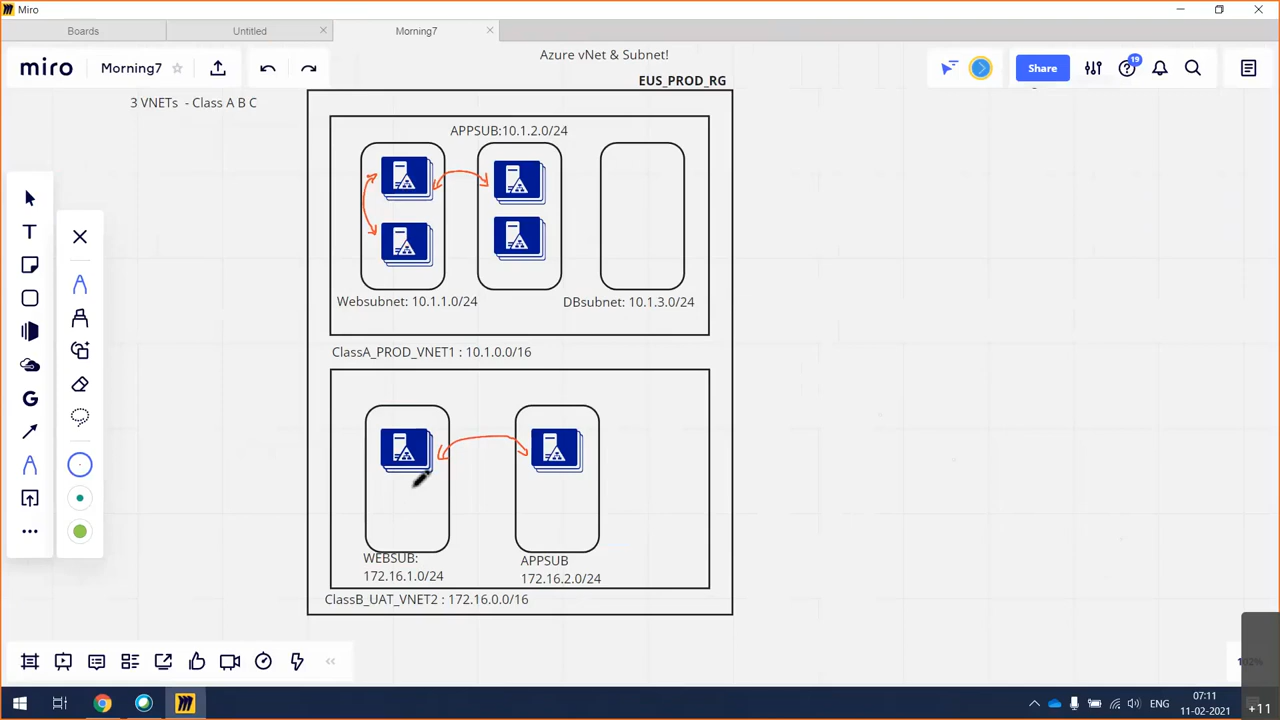 Miro
Boards
Untitled
Morning7
miro
Morning7
Share
19
Azure vNet & Subnet!
EUS_PROD_RG
3 VNETs - Class A B C
APPSUB:10.1.2.0/24
Websubnet: 10.1.1.0/24
DBsubnet: 10.1.3.0/24
ClassA_PROD_VNET1 : 10.1.0.0/16
WEBSUB:
172.16.1.0/24
APPSUB
172.16.2.0/24
ClassB_UAT_VNET2 : 172.16.0.0/16
ENG
07:11
11-02-2021
+11